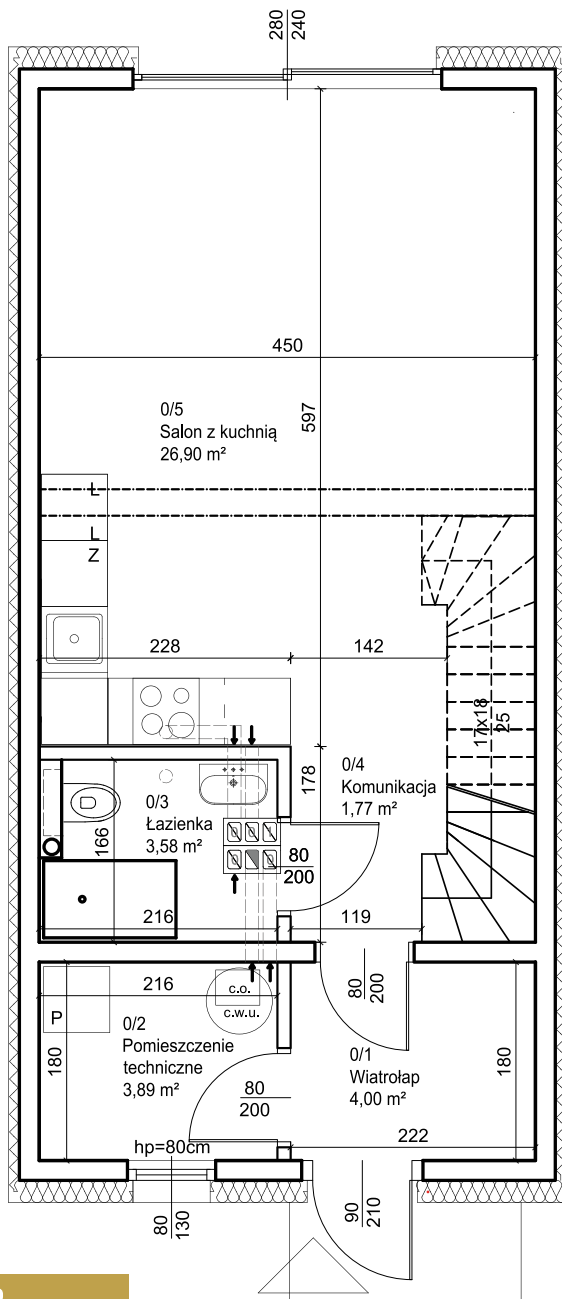 280
240
450
597
0/5
Salon z kuchnią
26,90 m²
L
L
Z
228
142
17x18
25
178
0/4
Komunikacja
1,77 m²
0/3
Łazienka
3,58 m²
166
80
200
216
119
216
c.o.
c.w.u.
80
200
P
0/2
Pomieszczenie
techniczne
3,89 m²
180
0/1
Wiatrołap
4,00 m²
180
80
200
hp=80cm
222
80
130
90
210